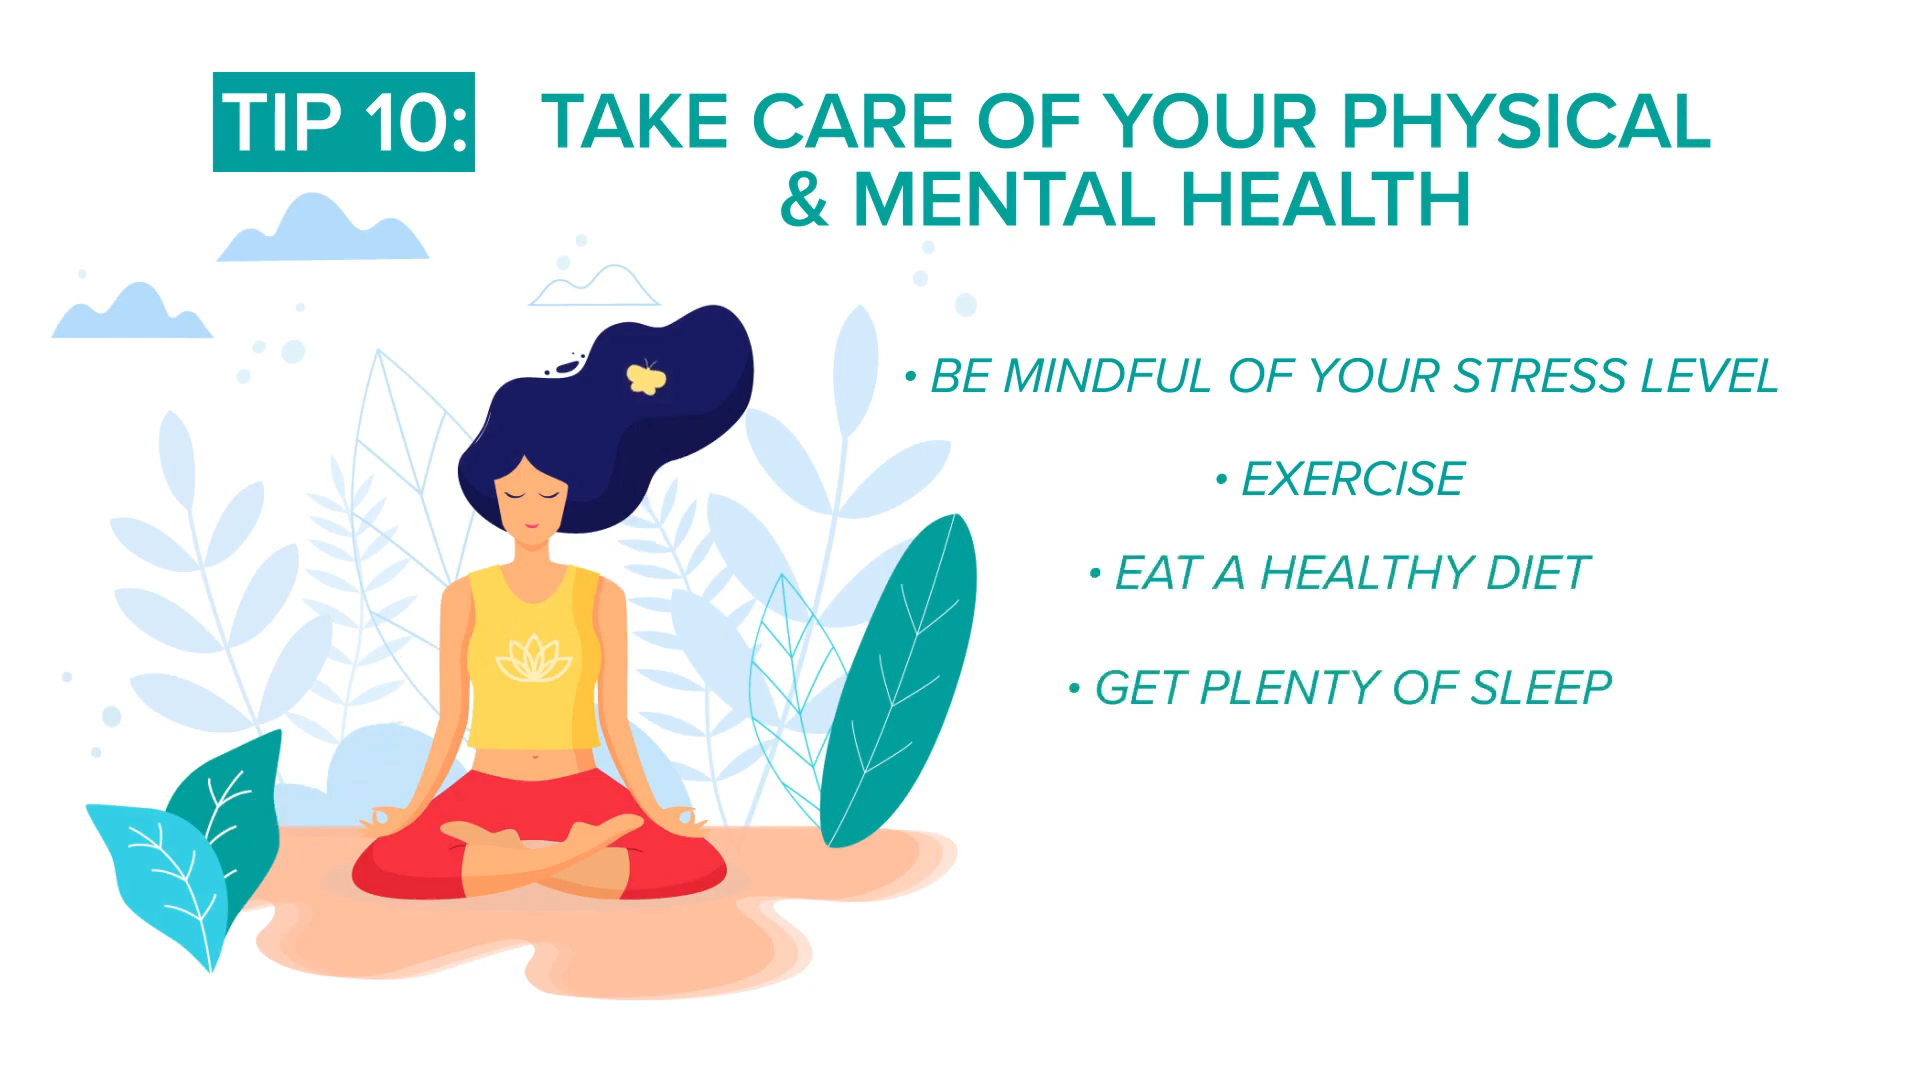 TIP 10: TAKE CARE OF YOUR PHYSICAL
& MENTAL HEALTH
• BE MINDFUL OF YOUR STRESS LEVEL
• EXERCISE
• EAT A HEALTHY DIET
• GET PLENTY OF SLEEP